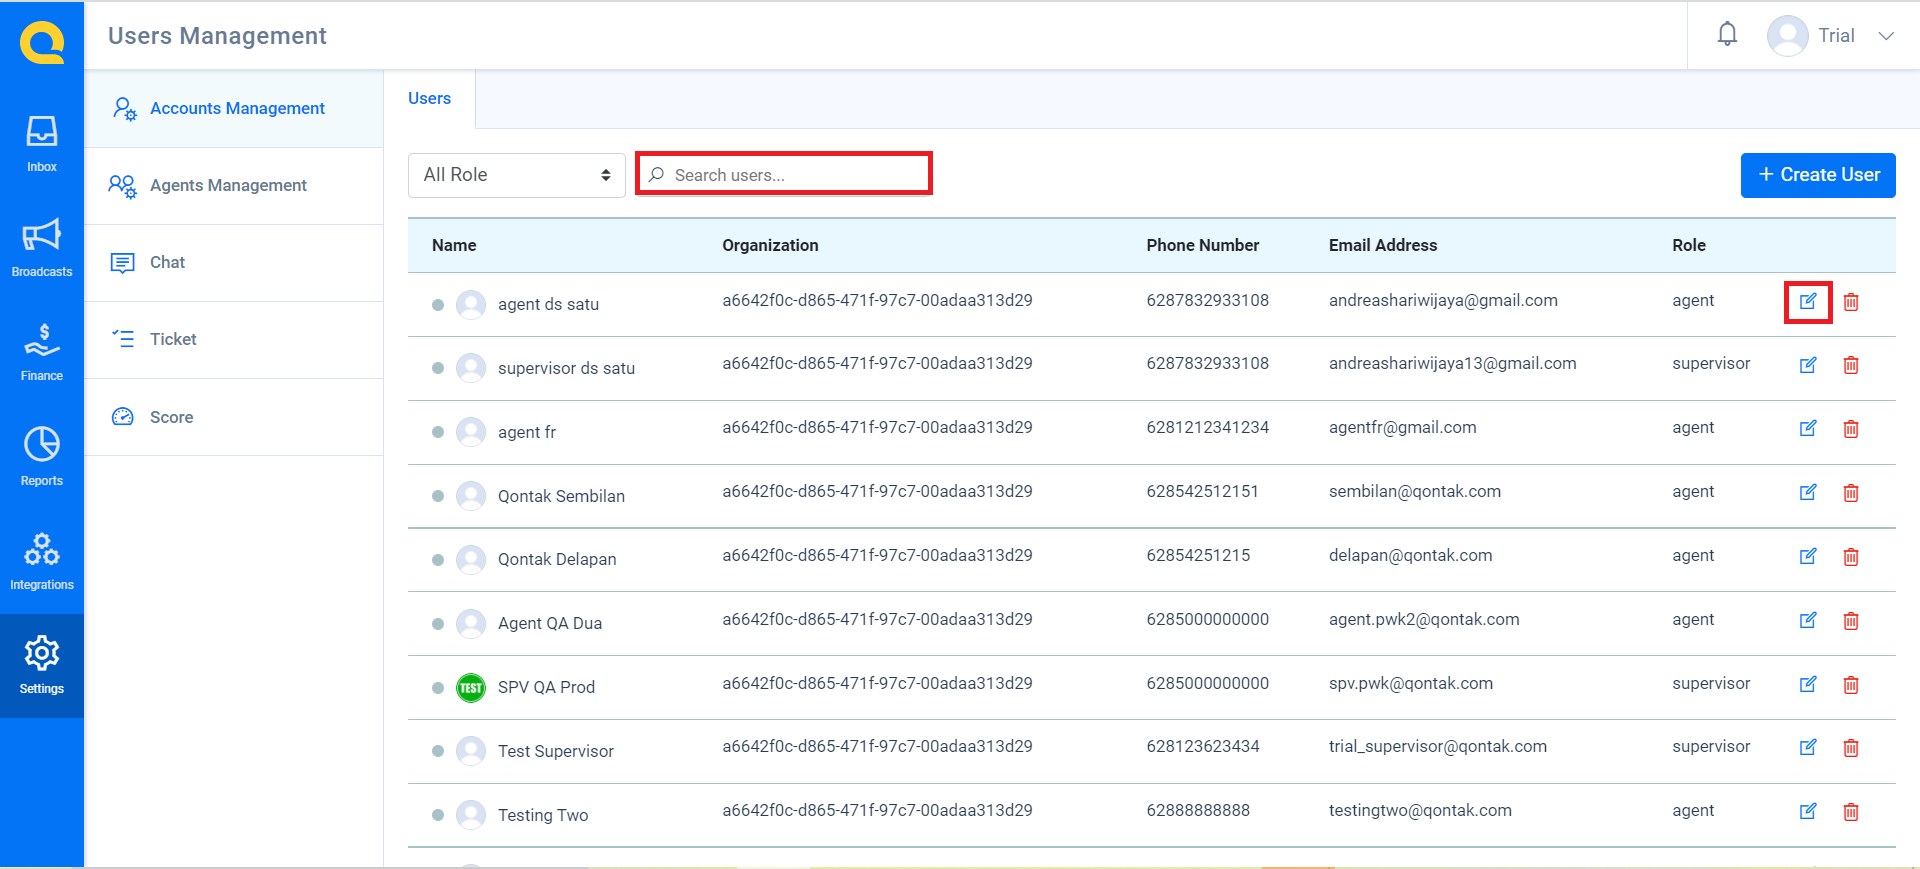 Users Management
Trial
Inbox
Broadcasts
Finance
Reports
Integrations
Settings
Accounts Management
Agents Management
Chat
Ticket
Score
Users
All Role
Search users...
+ Create User
Name Organization Phone Number Email Address Role
agent ds satu a6642f0c-d865-471f-97c7-00adaa313d29 6287832933108 andreashariwijaya@gmail.com agent
supervisor ds satu a6642f0c-d865-471f-97c7-00adaa313d29 6287832933108 andreashariwijaya13@gmail.com supervisor
agent fr a6642f0c-d865-471f-97c7-00adaa313d29 6281212341234 agentfr@gmail.com agent
Qontak Sembilan a6642f0c-d865-471f-97c7-00adaa313d29 628542512151 sembilan@qontak.com agent
Qontak Delapan a6642f0c-d865-471f-97c7-00adaa313d29 62854251215 delapan@qontak.com agent
Agent QA Dua a6642f0c-d865-471f-97c7-00adaa313d29 6285000000000 agent.pwk2@qontak.com agent
TEST SPV QA Prod a6642f0c-d865-471f-97c7-00adaa313d29 6285000000000 spv.pwk@qontak.com supervisor
Test Supervisor a6642f0c-d865-471f-97c7-00adaa313d29 628123623434 trial_supervisor@qontak.com supervisor
Testing Two a6642f0c-d865-471f-97c7-00adaa313d29 62888888888 testingtwo@qontak.com agent